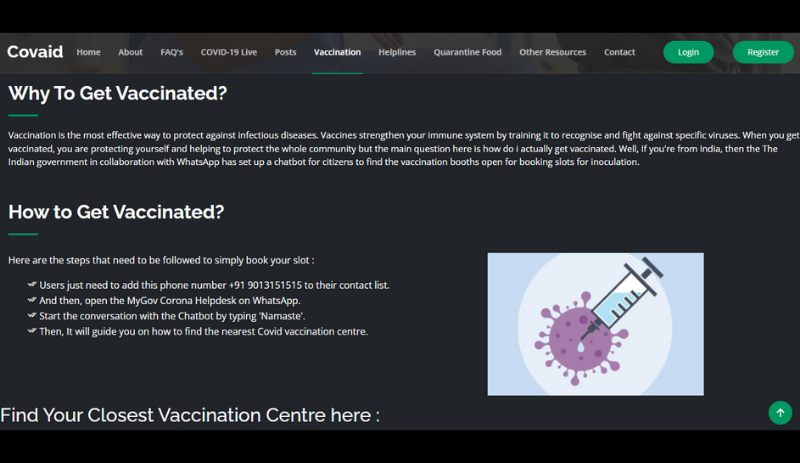 Covaid Home About FAQ's COVID-19 Live Posts Vaccination Helplines Quarantine Food Other Resources Contact Login Register
Why To Get Vaccinated?
Vaccination is the most effective way to protect against infectious diseases. Vaccines strengthen your immune system by training it to recognise and fight against specific viruses. When you get
vaccinated, you are protecting yourself and helping to protect the whole community but the main question here is how do i actually get vaccinated. Well, If you're from India, then the The
Indian government in collaboration with WhatsApp has set up a chatbot for citizens to find the vaccination booths open for booking slots for inoculation.
How to Get Vaccinated?
Here are the steps that need to be followed to simply book your slot :
Users just need to add this phone number +91 9013151515 to their contact list.
And then, open the MyGov Corona Helpdesk on WhatsApp.
Start the conversation with the Chatbot by typing 'Namaste'.
Then, It will guide you on how to find the nearest Covid vaccination centre.
Find Your Closest Vaccination Centre here :